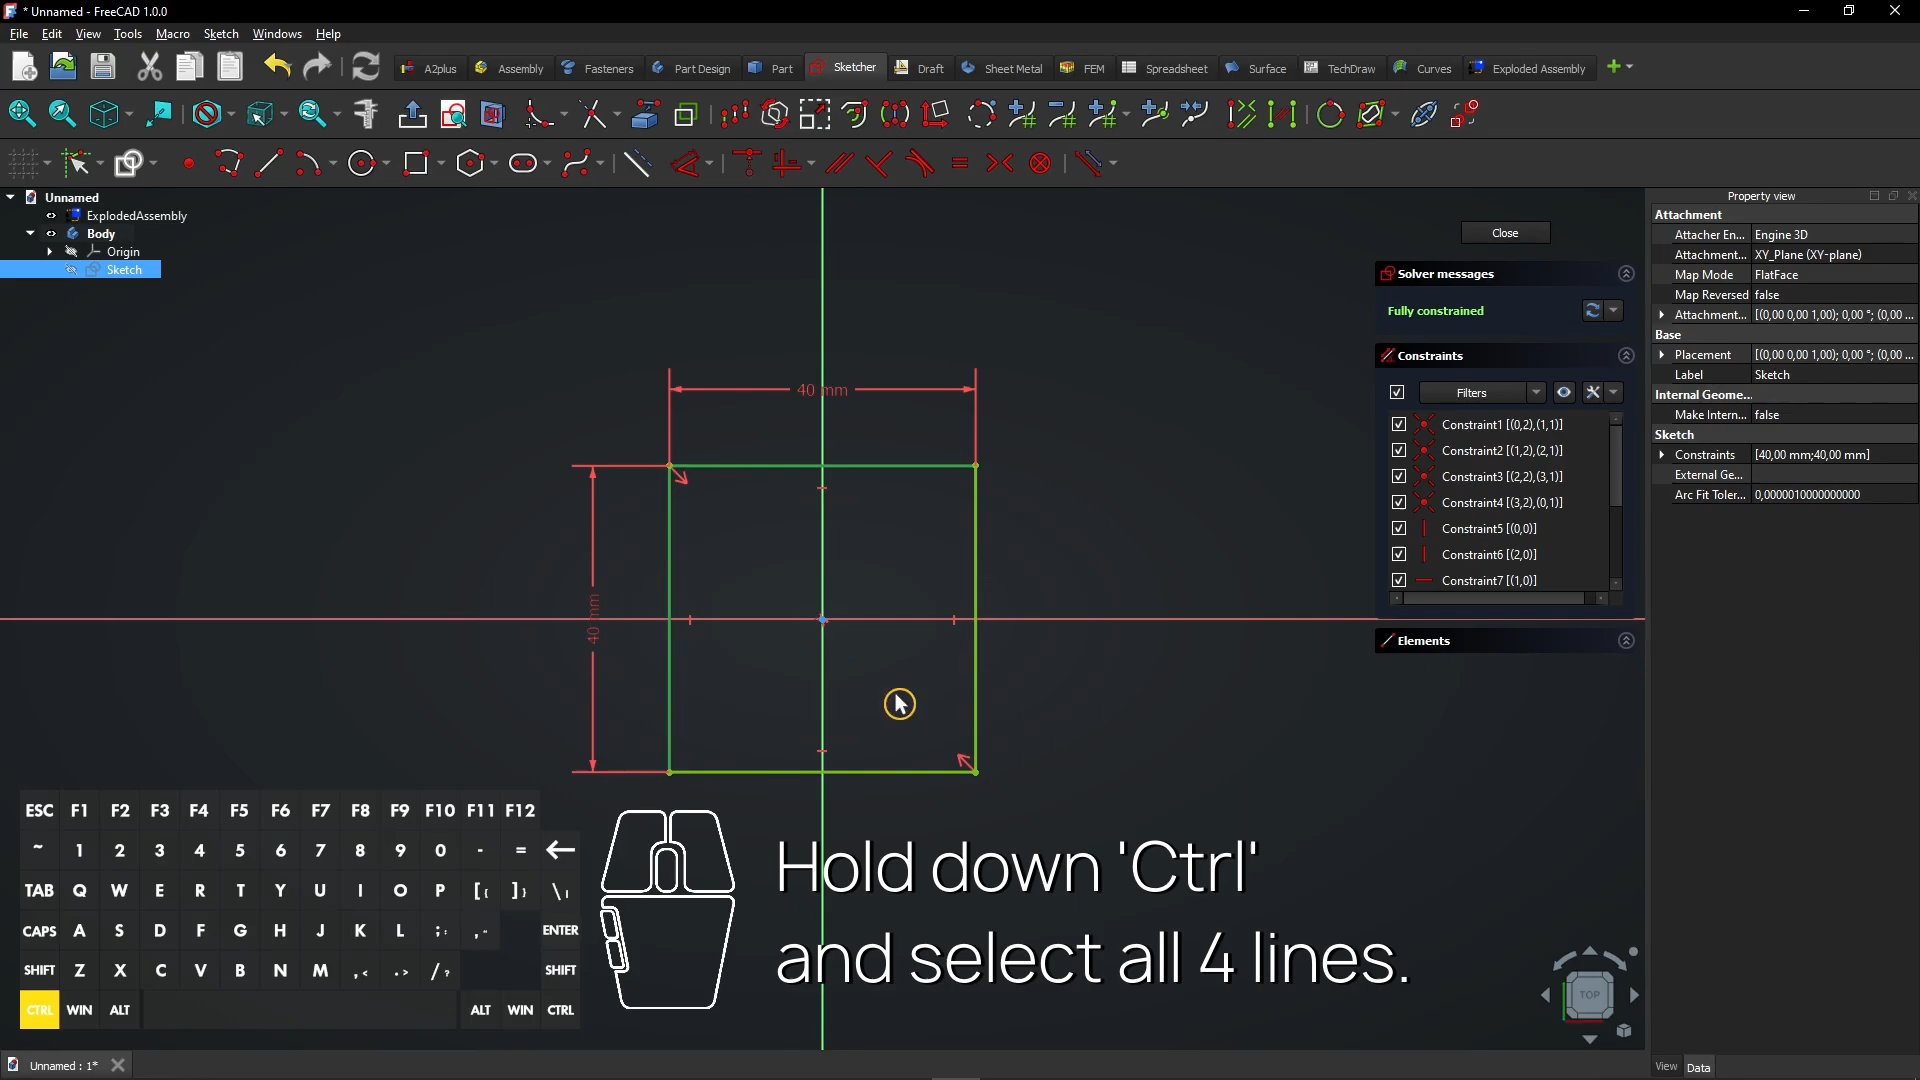 * Unnamed - FreeCAD 1.0.0
File Edit View Tools Macro Sketch Windows Help
A2plus Assembly Fasteners Part Design Part Sketcher Draft Sheet Metal FEM Spreadsheet Surface TechDraw Curves Exploded Assembly
Unnamed
ExplodedAssembly
Body
Origin
Sketch
40 mm
40 mm
Close
Solver messages
Fully constrained
Constraints
Filters
Constraint1 [(0,2),(1,1)]
Constraint2 [(1,2),(2,1)]
Constraint3 [(2,2),(3,1)]
Constraint4 [(3,2),(0,1)]
Constraint5 [(0,0)]
Constraint6 [(2,0)]
Constraint7 [(1,0)]
Elements
Property view
Attachment
Attacher En... Engine 3D
Attachment... XY_Plane (XY-plane)
Map Mode FlatFace
Map Reversed false
Attachment... [(0,00 0,00 1,00); 0,00 °; (0,00 ...
Base
Placement [(0,00 0,00 1,00); 0,00 °; (0,00 ...
Label Sketch
Internal Geome...
Make Intern... false
Sketch
Constraints [40,00 mm;40,00 mm]
External Ge...
Arc Fit Toler... 0,0000010000000000
ESC F1 F2 F3 F4 F5 F6 F7 F8 F9 F10 F11 F12
~ 1 2 3 4 5 6 7 8 9 0 - = ←
TAB Q W E R T Y U I O P [{ ]} \|
CAPS A S D F G H J K L ;: ,“ ENTER
SHIFT Z X C V B N M ,< .> /? SHIFT
CTRL WIN ALT ALT WIN CTRL
Hold down 'Ctrl'
and select all 4 lines.
TOP
Unnamed : 1*
View Data